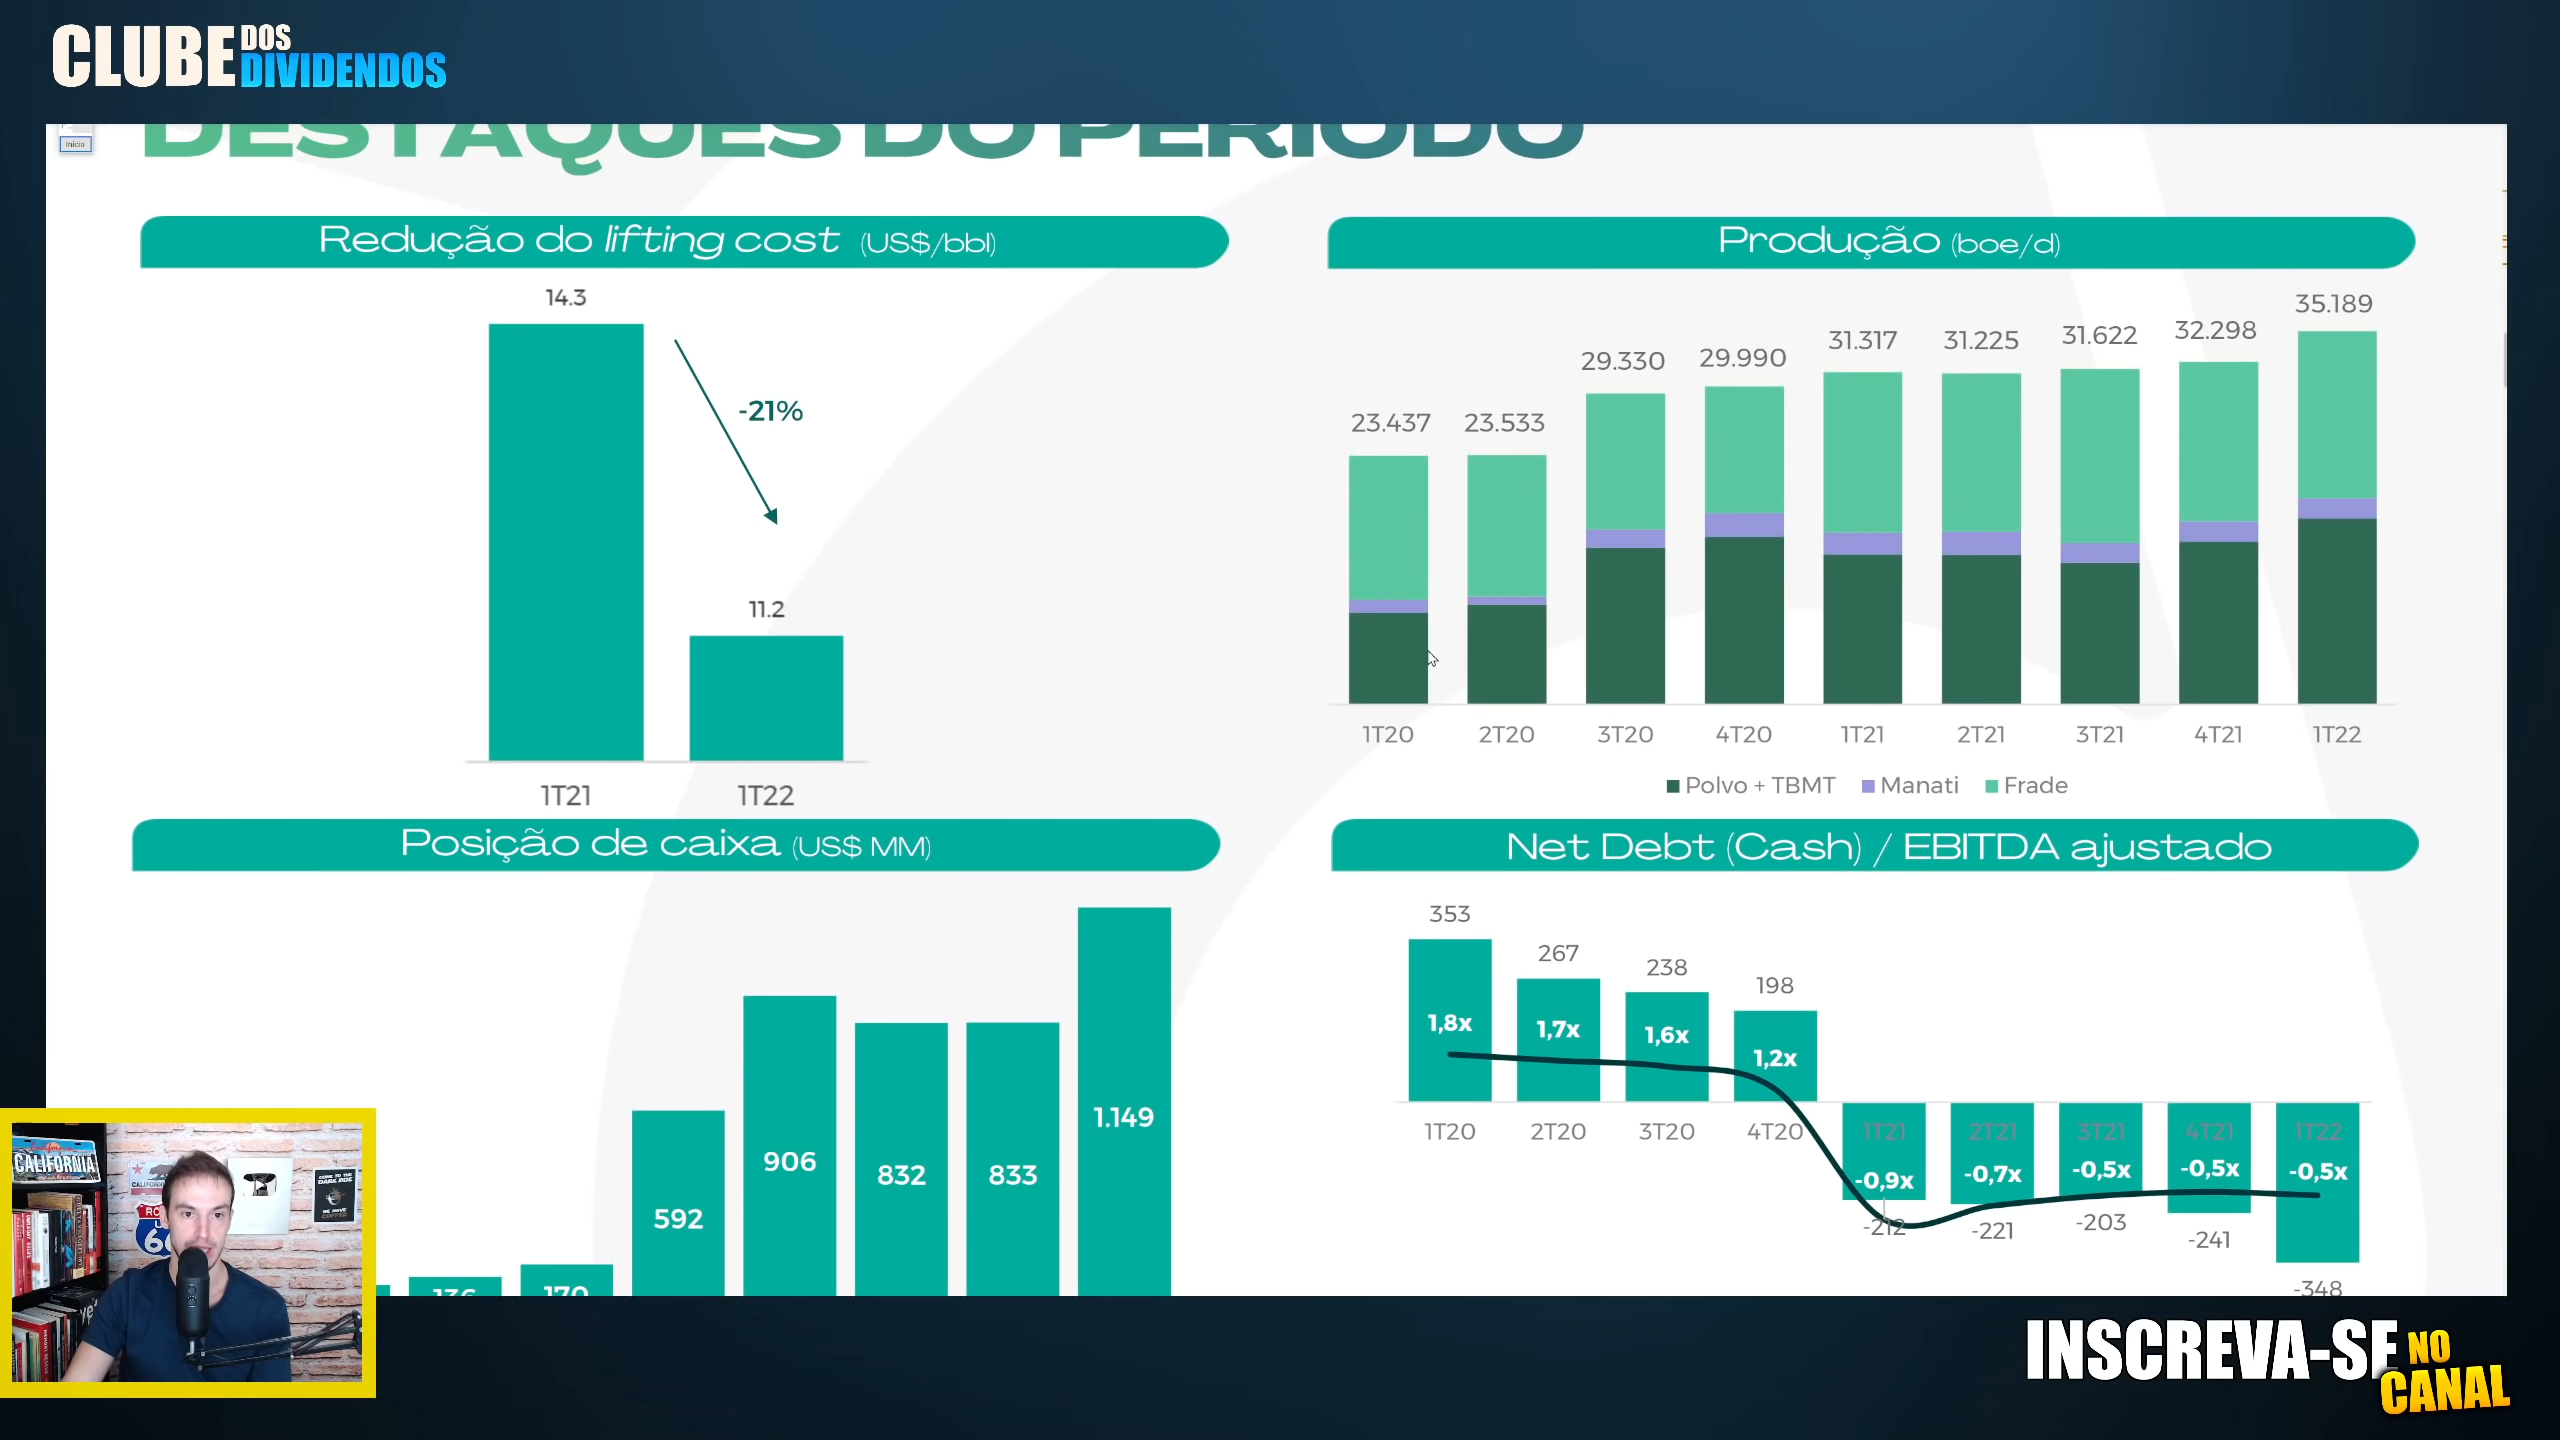 CLUBE DOS DIVIDENDOS
DESTAQUES DO PERÍODO
Início
Redução do lifting cost (US$/bbl)
14.3
-21%
11.2
1T21 1T22
Produção (boe/d)
23.437 23.533 29.330 29.990 31.317 31.225 31.622 32.298 35.189
1T20 2T20 3T20 4T20 1T21 2T21 3T21 4T21 1T22
Polvo + TBMT Manati Frade
Posição de caixa (US$ MM)
136 170 592 906 832 833 1.149
Net Debt (Cash) / EBITDA ajustado
353 267 238 198
1,8x 1,7x 1,6x 1,2x
1T20 2T20 3T20 4T20 1T21 2T21 3T21 4T21 1T22
-0,9x -0,7x -0,5x -0,5x -0,5x
-212 -221 -203 -241 -348
CALIFORNIA
INSCREVA-SE NO CANAL